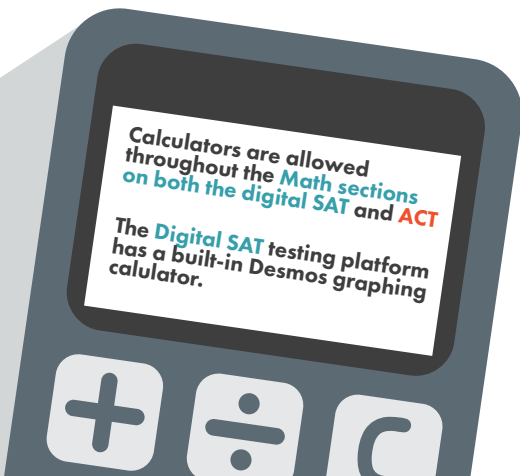 Calculators are allowed
throughout the Math sections
on both the digital SAT and ACT
The Digital SAT testing platform
has a built-in Desmos graphing
calulator.
+ ÷ C